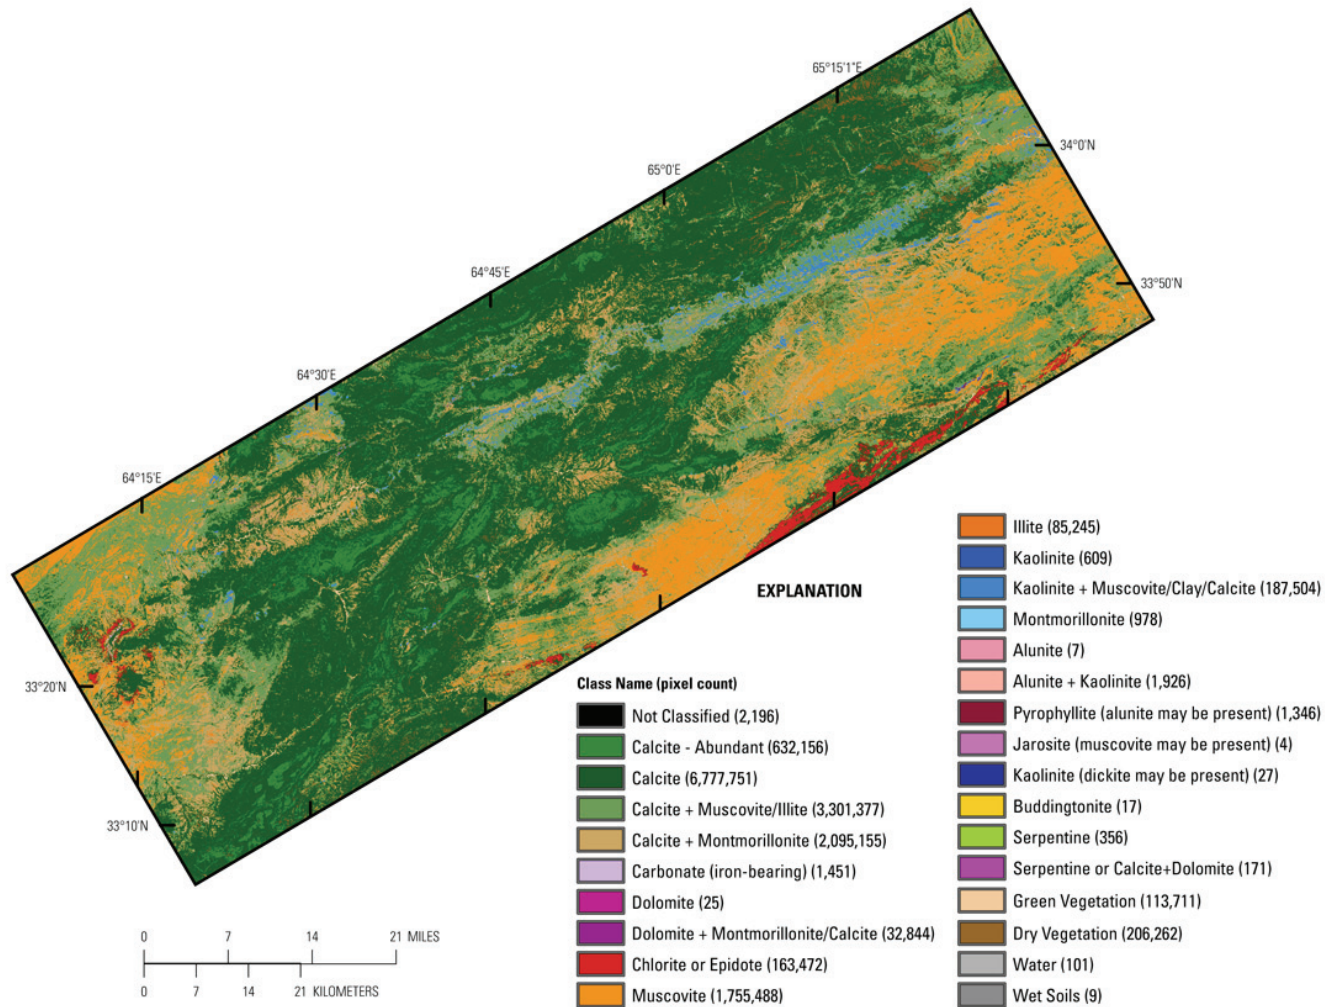 65°15'1"E
34°0'N
65°0'E
33°50'N
64°45'E
64°30'E
64°15'E
33°20'N
33°10'N
EXPLANATION
Class Name (pixel count)
Not Classified (2,196)
Calcite - Abundant (632,156)
Calcite (6,777,751)
Calcite + Muscovite/Illite (3,301,377)
Calcite + Montmorillonite (2,095,155)
Carbonate (iron-bearing) (1,451)
Dolomite (25)
Dolomite + Montmorillonite/Calcite (32,844)
Chlorite or Epidote (163,472)
Muscovite (1,755,488)
Illite (85,245)
Kaolinite (609)
Kaolinite + Muscovite/Clay/Calcite (187,504)
Montmorillonite (978)
Alunite (7)
Alunite + Kaolinite (1,926)
Pyrophyllite (alunite may be present) (1,346)
Jarosite (muscovite may be present) (4)
Kaolinite (dickite may be present) (27)
Buddingtonite (17)
Serpentine (356)
Serpentine or Calcite+Dolomite (171)
Green Vegetation (113,711)
Dry Vegetation (206,262)
Water (101)
Wet Soils (9)
0 7 14 21 MILES
0 7 14 21 KILOMETERS